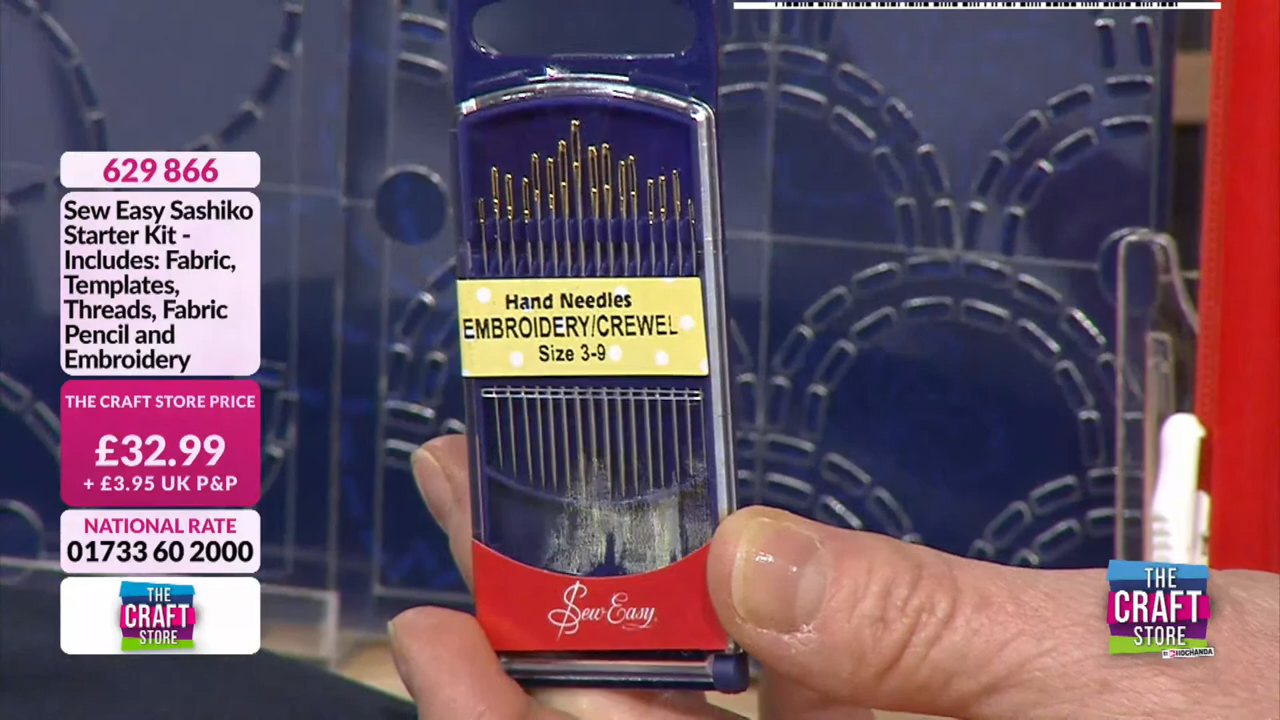 629 866
Sew Easy Sashiko
Starter Kit -
Includes: Fabric,
Templates,
Threads, Fabric
Pencil and
Embroidery
THE CRAFT STORE PRICE
£32.99
+ £3.95 UK P&P
NATIONAL RATE
01733 60 2000
THE
CRAFT
STORE
Hand Needles
EMBROIDERY/CREWEL
Size 3-9
Sew Easy
THE
CRAFT
STORE
HOCHANDA